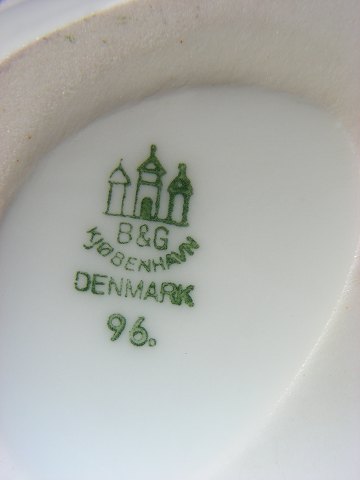 B&G
KJØBENHAVN
DENMARK
96.